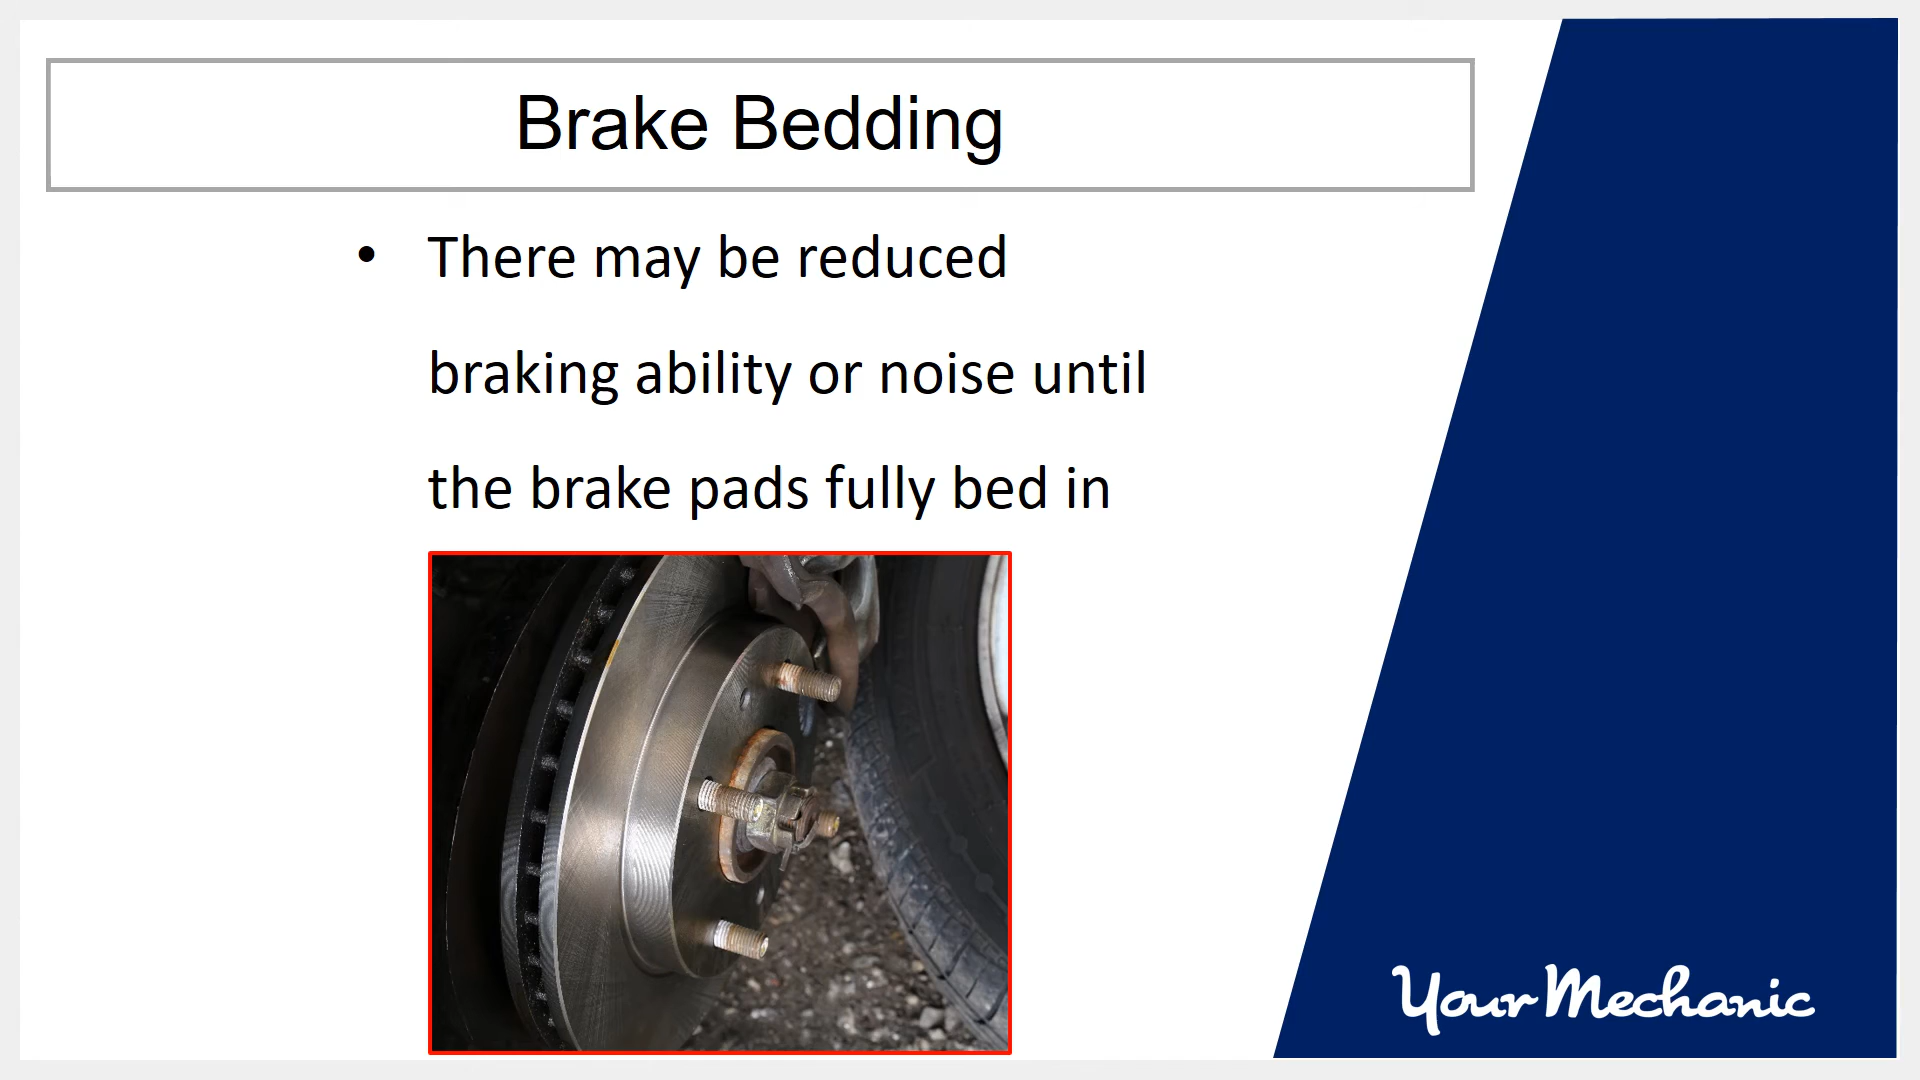 Brake Bedding
• There may be reduced
braking ability or noise until
the brake pads fully bed in
YourMechanic